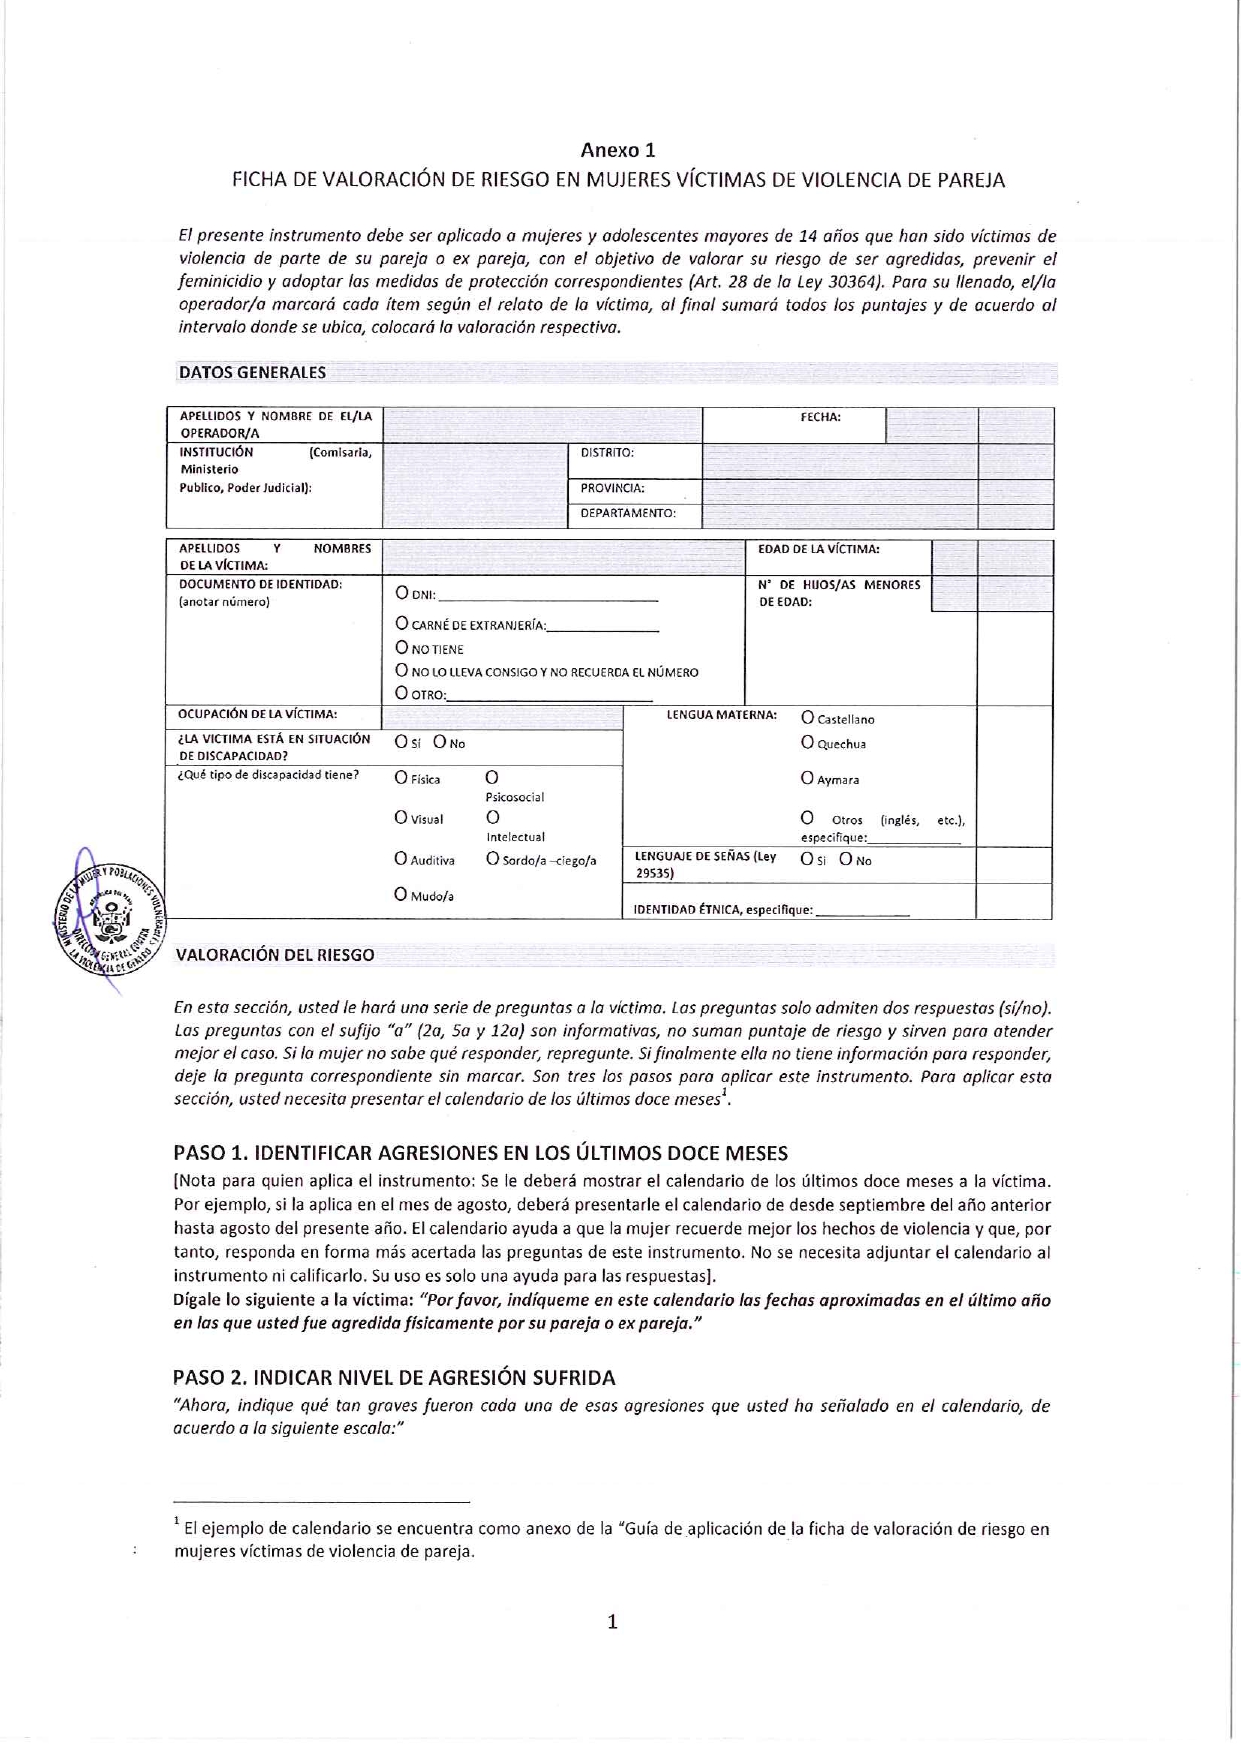 Anexo 1
FICHA DE VALORACIÓN DE RIESGO EN MUJERES VÍCTIMAS DE VIOLENCIA DE PAREJA
El presente instrumento debe ser aplicado a mujeres y adolescentes mayores de 14 años que han sido víctimas de
violencia de parte de su pareja o ex pareja, con el objetivo de valorar su riesgo de ser agredidas, prevenir el
feminicidio y adoptar las medidas de protección correspondientes (Art. 28 de la Ley 30364). Para su llenado, el/la
operador/a marcará cada ítem según el relato de la víctima, al final sumará todos los puntajes y de acuerdo al
intervalo donde se ubica, colocará la valoración respectiva.
DATOS GENERALES
APELLIDOS Y NOMBRE DE EL/LA
OPERADOR/A
FECHA:
INSTITUCIÓN (Comisaría,
Ministerio
Publico, Poder Judicial):
DISTRITO:
PROVINCIA:
DEPARTAMENTO:
APELLIDOS Y NOMBRES
DE LA VÍCTIMA:
EDAD DE LA VÍCTIMA:
DOCUMENTO DE IDENTIDAD:
(anotar número)
O DNI:
O CARNÉ DE EXTRANJERÍA:
O NO TIENE
O NO LO LLEVA CONSIGO Y NO RECUERDA EL NÚMERO
O OTRO:
N° DE HIJOS/AS MENORES
DE EDAD:
OCUPACIÓN DE LA VÍCTIMA:
¿LA VICTIMA ESTÁ EN SITUACIÓN
DE DISCAPACIDAD?
O Sí O No
¿Qué tipo de discapacidad tiene?
O Física O
Psicosocial
O Visual O
Intelectual
O Auditiva O Sordo/a –ciego/a
O Mudo/a
LENGUA MATERNA:
O Castellano
O Quechua
O Aymara
O Otros (inglés, etc.),
especifique:
LENGUAJE DE SEÑAS (Ley
29535)
O Si O No
IDENTIDAD ÉTNICA, especifique:
MINISTERIO DE LA MUJER Y POBLACIONES VULNERABLES
DIRECCIÓN GENERAL CONTRA
LA VIOLENCIA DE GÉNERO
VALORACIÓN DEL RIESGO
En esta sección, usted le hará una serie de preguntas a la víctima. Las preguntas solo admiten dos respuestas (sí/no).
Las preguntas con el sufijo "a" (2a, 5a y 12a) son informativas, no suman puntaje de riesgo y sirven para atender
mejor el caso. Si la mujer no sabe qué responder, repregunte. Si finalmente ella no tiene información para responder,
deje la pregunta correspondiente sin marcar. Son tres los pasos para aplicar este instrumento. Para aplicar esta
sección, usted necesita presentar el calendario de los últimos doce meses¹.
PASO 1. IDENTIFICAR AGRESIONES EN LOS ÚLTIMOS DOCE MESES
[Nota para quien aplica el instrumento: Se le deberá mostrar el calendario de los últimos doce meses a la víctima.
Por ejemplo, si la aplica en el mes de agosto, deberá presentarle el calendario de desde septiembre del año anterior
hasta agosto del presente año. El calendario ayuda a que la mujer recuerde mejor los hechos de violencia y que, por
tanto, responda en forma más acertada las preguntas de este instrumento. No se necesita adjuntar el calendario al
instrumento ni calificarlo. Su uso es solo una ayuda para las respuestas].
Dígale lo siguiente a la víctima: "Por favor, indíqueme en este calendario las fechas aproximadas en el último año
en las que usted fue agredida físicamente por su pareja o ex pareja."
PASO 2. INDICAR NIVEL DE AGRESIÓN SUFRIDA
"Ahora, indique qué tan graves fueron cada una de esas agresiones que usted ha señalado en el calendario, de
acuerdo a la siguiente escala:"
¹ El ejemplo de calendario se encuentra como anexo de la "Guía de aplicación de la ficha de valoración de riesgo en
mujeres víctimas de violencia de pareja.
1